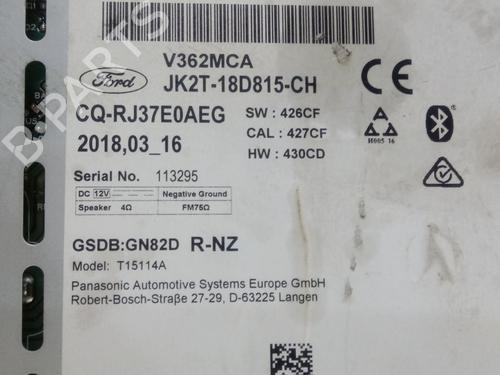 V362MCA
Ford
JK2T-18D815-CH
CQ-RJ37E0AEG
SW : 426CF
2018,03_16
CAL : 427CF
HW : 430CD
И005 16
Serial No. 113295
DC 12V Negative Ground
Speaker 4Ω FM75Ω
GSDB:GN82D R-NZ
Model: T15114A
Panasonic Automotive Systems Europe GmbH
Robert-Bosch-Straße 27-29, D-63225 Langen
B PARTS